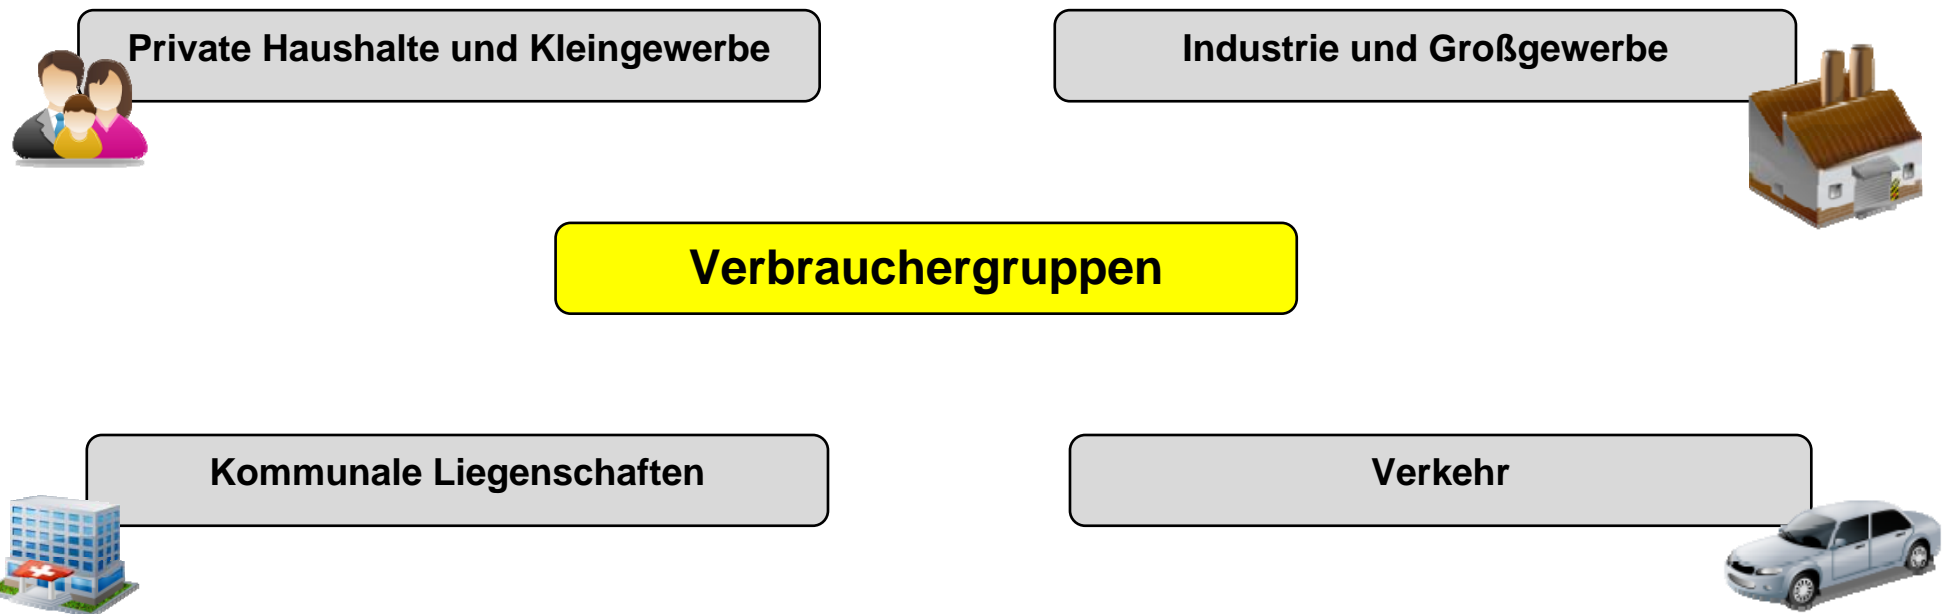 Private Haushalte und Kleingewerbe
Industrie und Großgewerbe
Verbrauchergruppen
Kommunale Liegenschaften
Verkehr